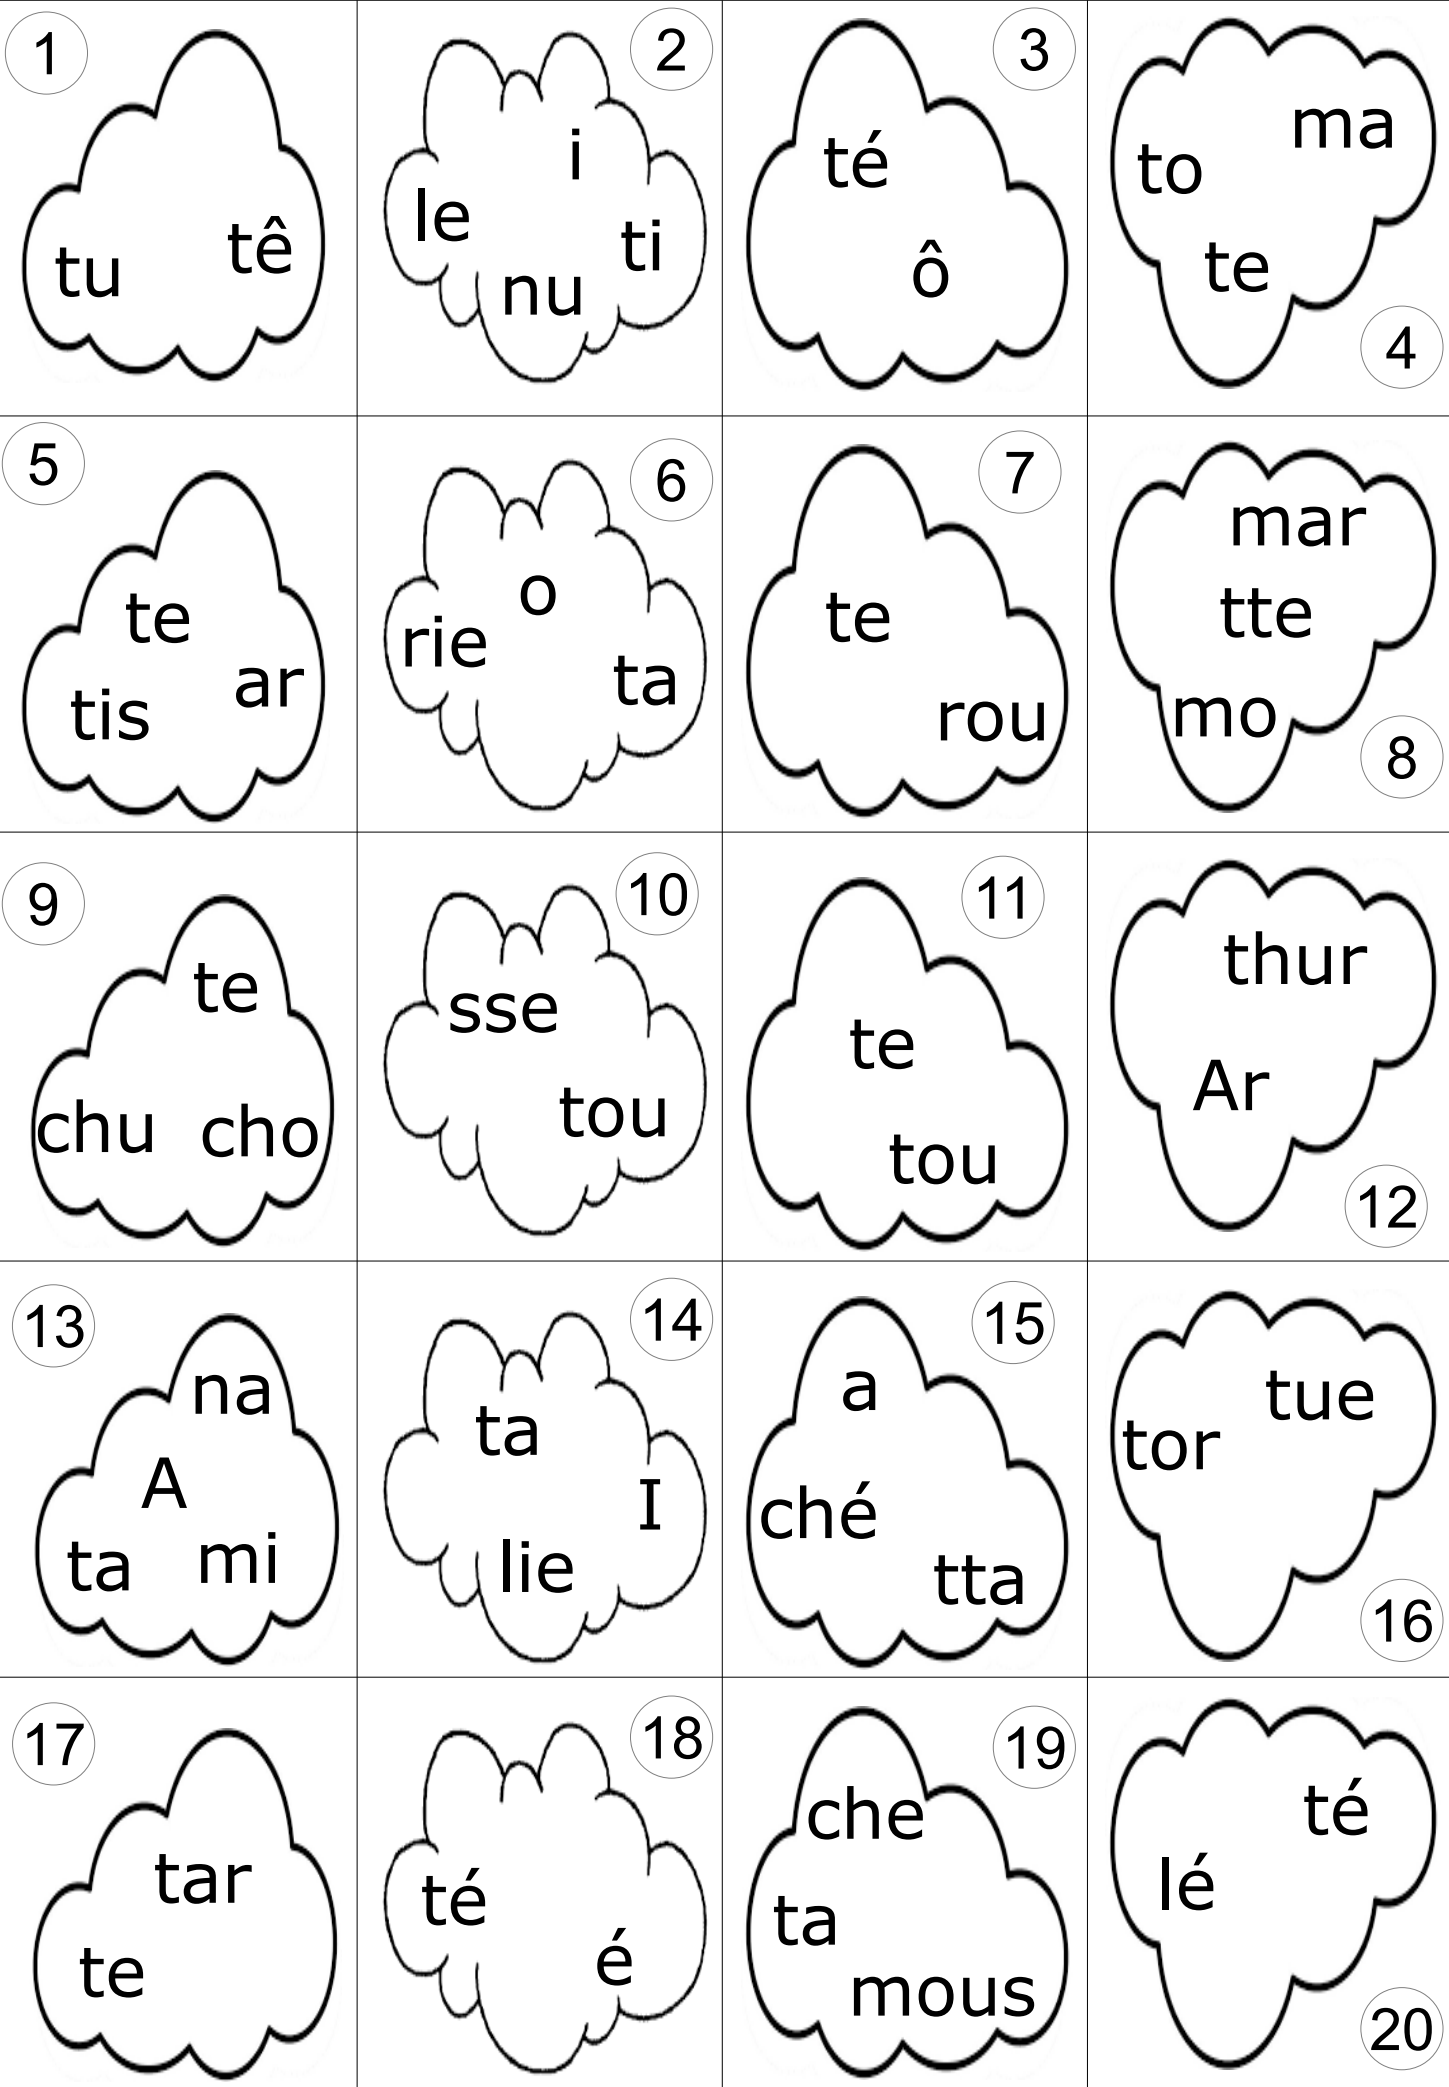 1
tu
tê
2
i
le
ti
nu
3
té
ô
ma
to
te
4
5
te
ar
tis
6
o
rie
ta
7
te
rou
mar
tte
mo
8
9
te
chu cho
10
sse
tou
11
te
tou
thur
Ar
12
13
na
A
ta mi
14
ta
I
lie
15
a
ché
tta
tue
tor
16
17
tar
te
18
té
é
19
che
ta
mous
té
lé
20